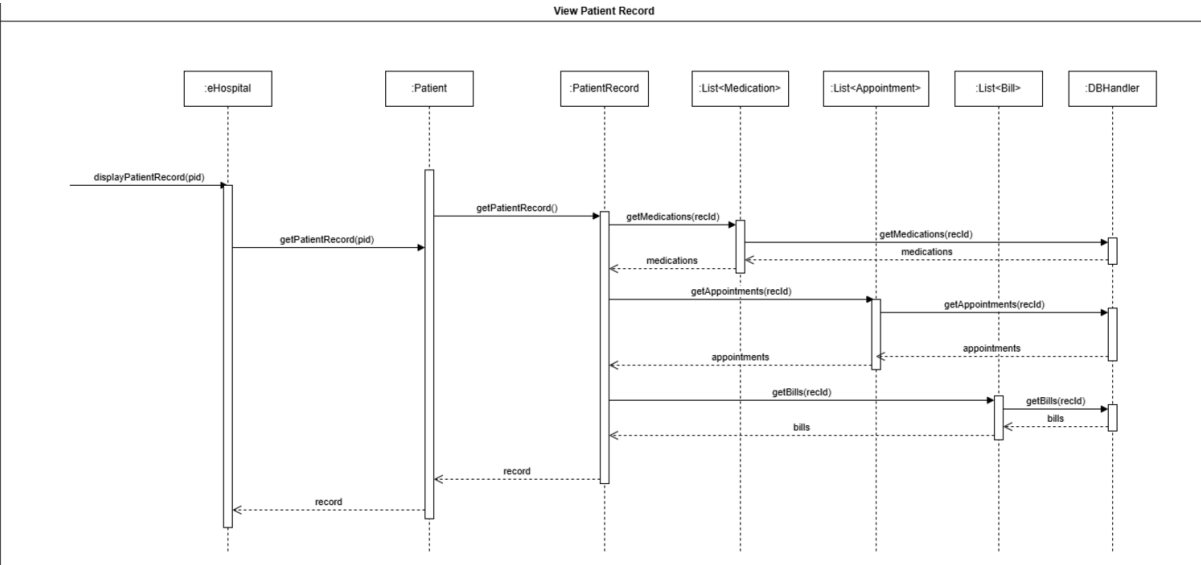 View Patient Record
:eHospital
:Patient
:PatientRecord
:List<Medication>
:List<Appointment>
:List<Bill>
:DBHandler
displayPatientRecord(pid)
getPatientRecord()
getMedications(recId)
getPatientRecord(pid)
getMedications(recId)
medications
medications
getAppointments(recId)
getAppointments(recId)
appointments
appointments
getBills(recId)
getBills(recId)
bills
bills
record
record